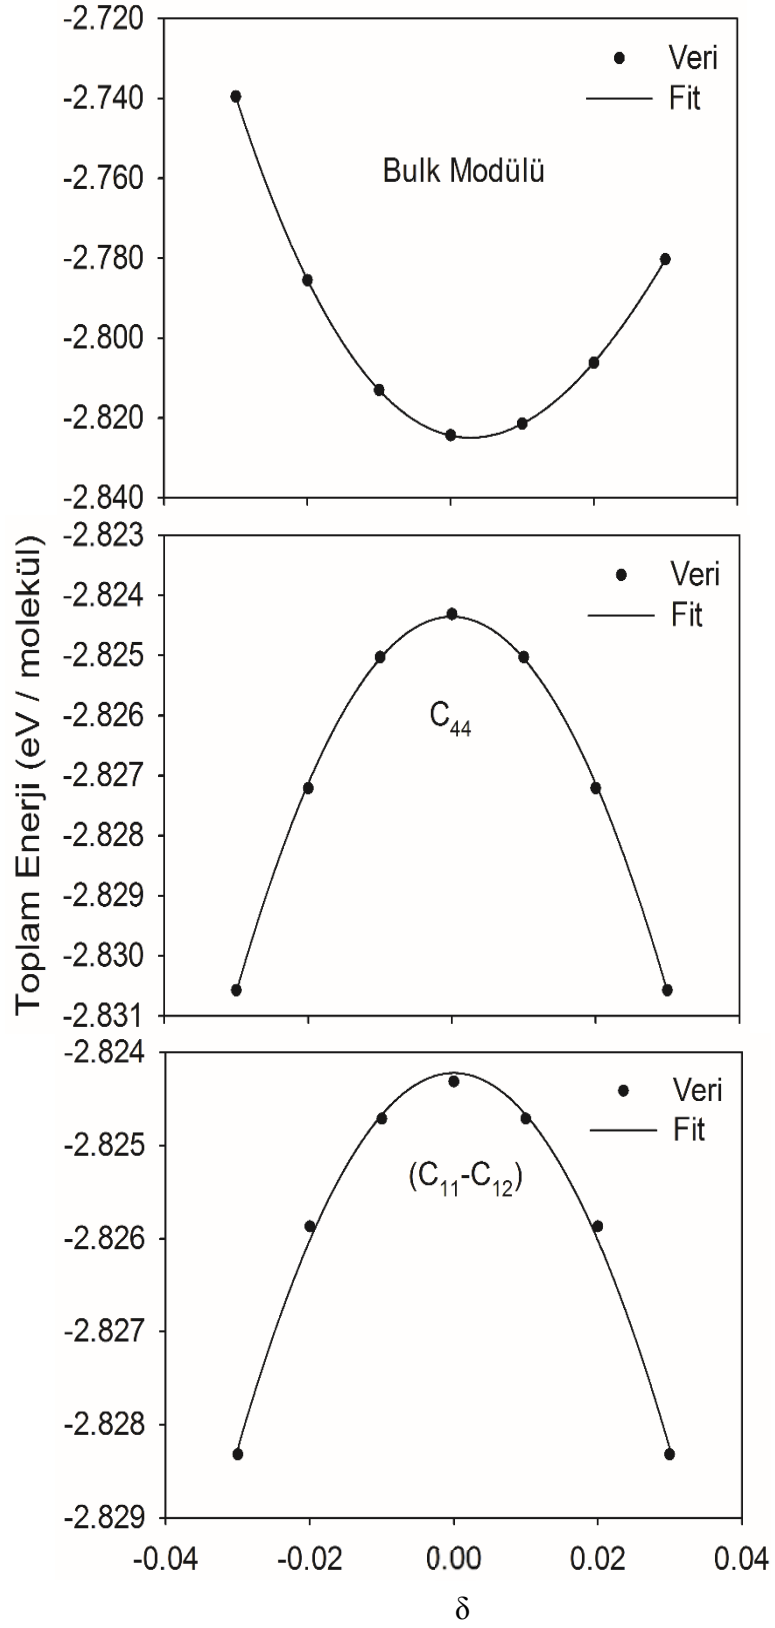 -2.720
-2.740
-2.760
-2.780
-2.800
-2.820
-2.840
Veri
Fit
Bulk Modülü
Toplam Enerji (eV / molekül)
-2.823
-2.824
-2.825
-2.826
-2.827
-2.828
-2.829
-2.830
-2.831
Veri
Fit
C44
-2.824
-2.825
-2.826
-2.827
-2.828
-2.829
Veri
Fit
(C11-C12)
-0.04 -0.02 0.00 0.02 0.04
δ